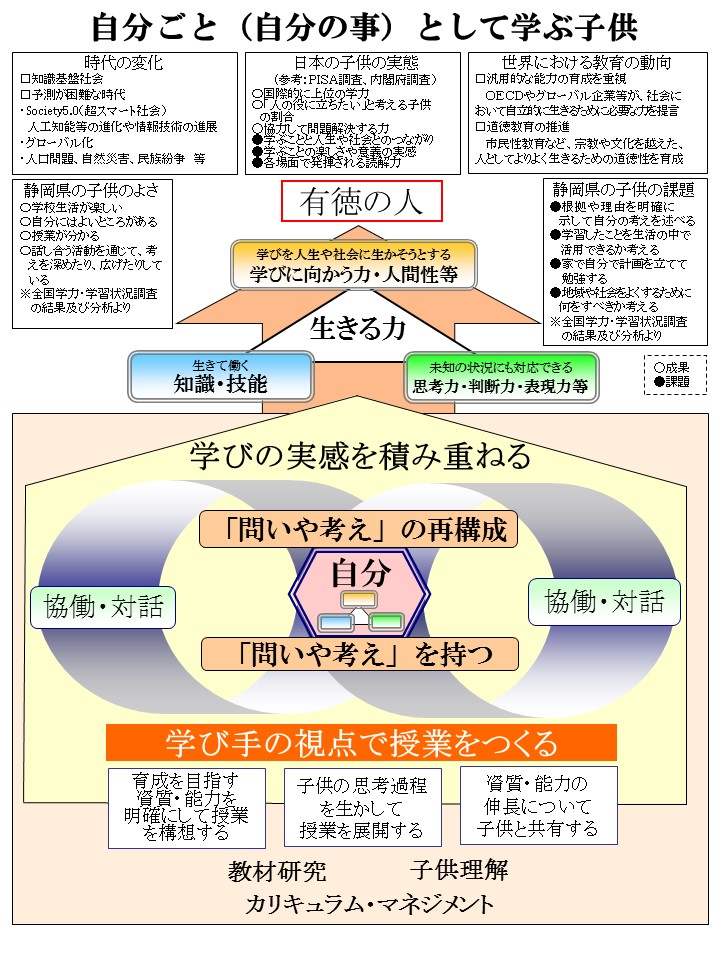 自分ごと（自分の事）として学ぶ子供
時代の変化
□知識基盤社会
□予測が困難な時代
・Society5.0（超スマート社会）
人工知能等の進化や情報技術の進展
・グローバル化
・人口問題、自然災害、民族紛争　等
日本の子供の実態
（参考：PISA調査、内閣府調査）
○国際的に上位の学力
○「人の役に立ちたい」と考える子供
の割合
○協力して問題解決する力
●学ぶことと人生や社会とのつながり
●学ぶことの楽しさや意義の実感
●各場面で発揮される読解力
世界における教育の動向
□汎用的な能力の育成を重視
OECDやグローバル企業等が、社会に
おいて自立的に生きるために必要な力を提言
□道徳教育の推進
市民性教育など、宗教や文化を越えた、
人としてよりよく生きるための道徳性を育成
静岡県の子供のよさ
○学校生活が楽しい
○自分にはよいところがある
○授業が分かる
○話し合う活動を通じて、考
えを深めたり、広げたりして
いる
※全国学力・学習状況調査
の結果及び分析より
有徳の人
静岡県の子供の課題
●根拠や理由を明確に
示して自分の考えを述べる
●学習したことを生活の中で
活用できるか考える
●家で自分で計画を立てて
勉強する
●地域や社会をよくするために
何をすべきか考える
※全国学力・学習状況調査
の結果及び分析より
学びを人生や社会に生かそうとする
学びに向かう力・人間性等
生きる力
生きて働く
知識・技能
未知の状況にも対応できる
思考力・判断力・表現力等
○成果
●課題
学びの実感を積み重ねる
「問いや考え」の再構成
自分
協働・対話
協働・対話
「問いや考え」を持つ
学び手の視点で授業をつくる
育成を目指す
資質・能力を
明確にして授業
を構想する
子供の思考過程
を生かして
授業を展開する
資質・能力の
伸長について
子供と共有する
教材研究　子供理解
カリキュラム・マネジメント